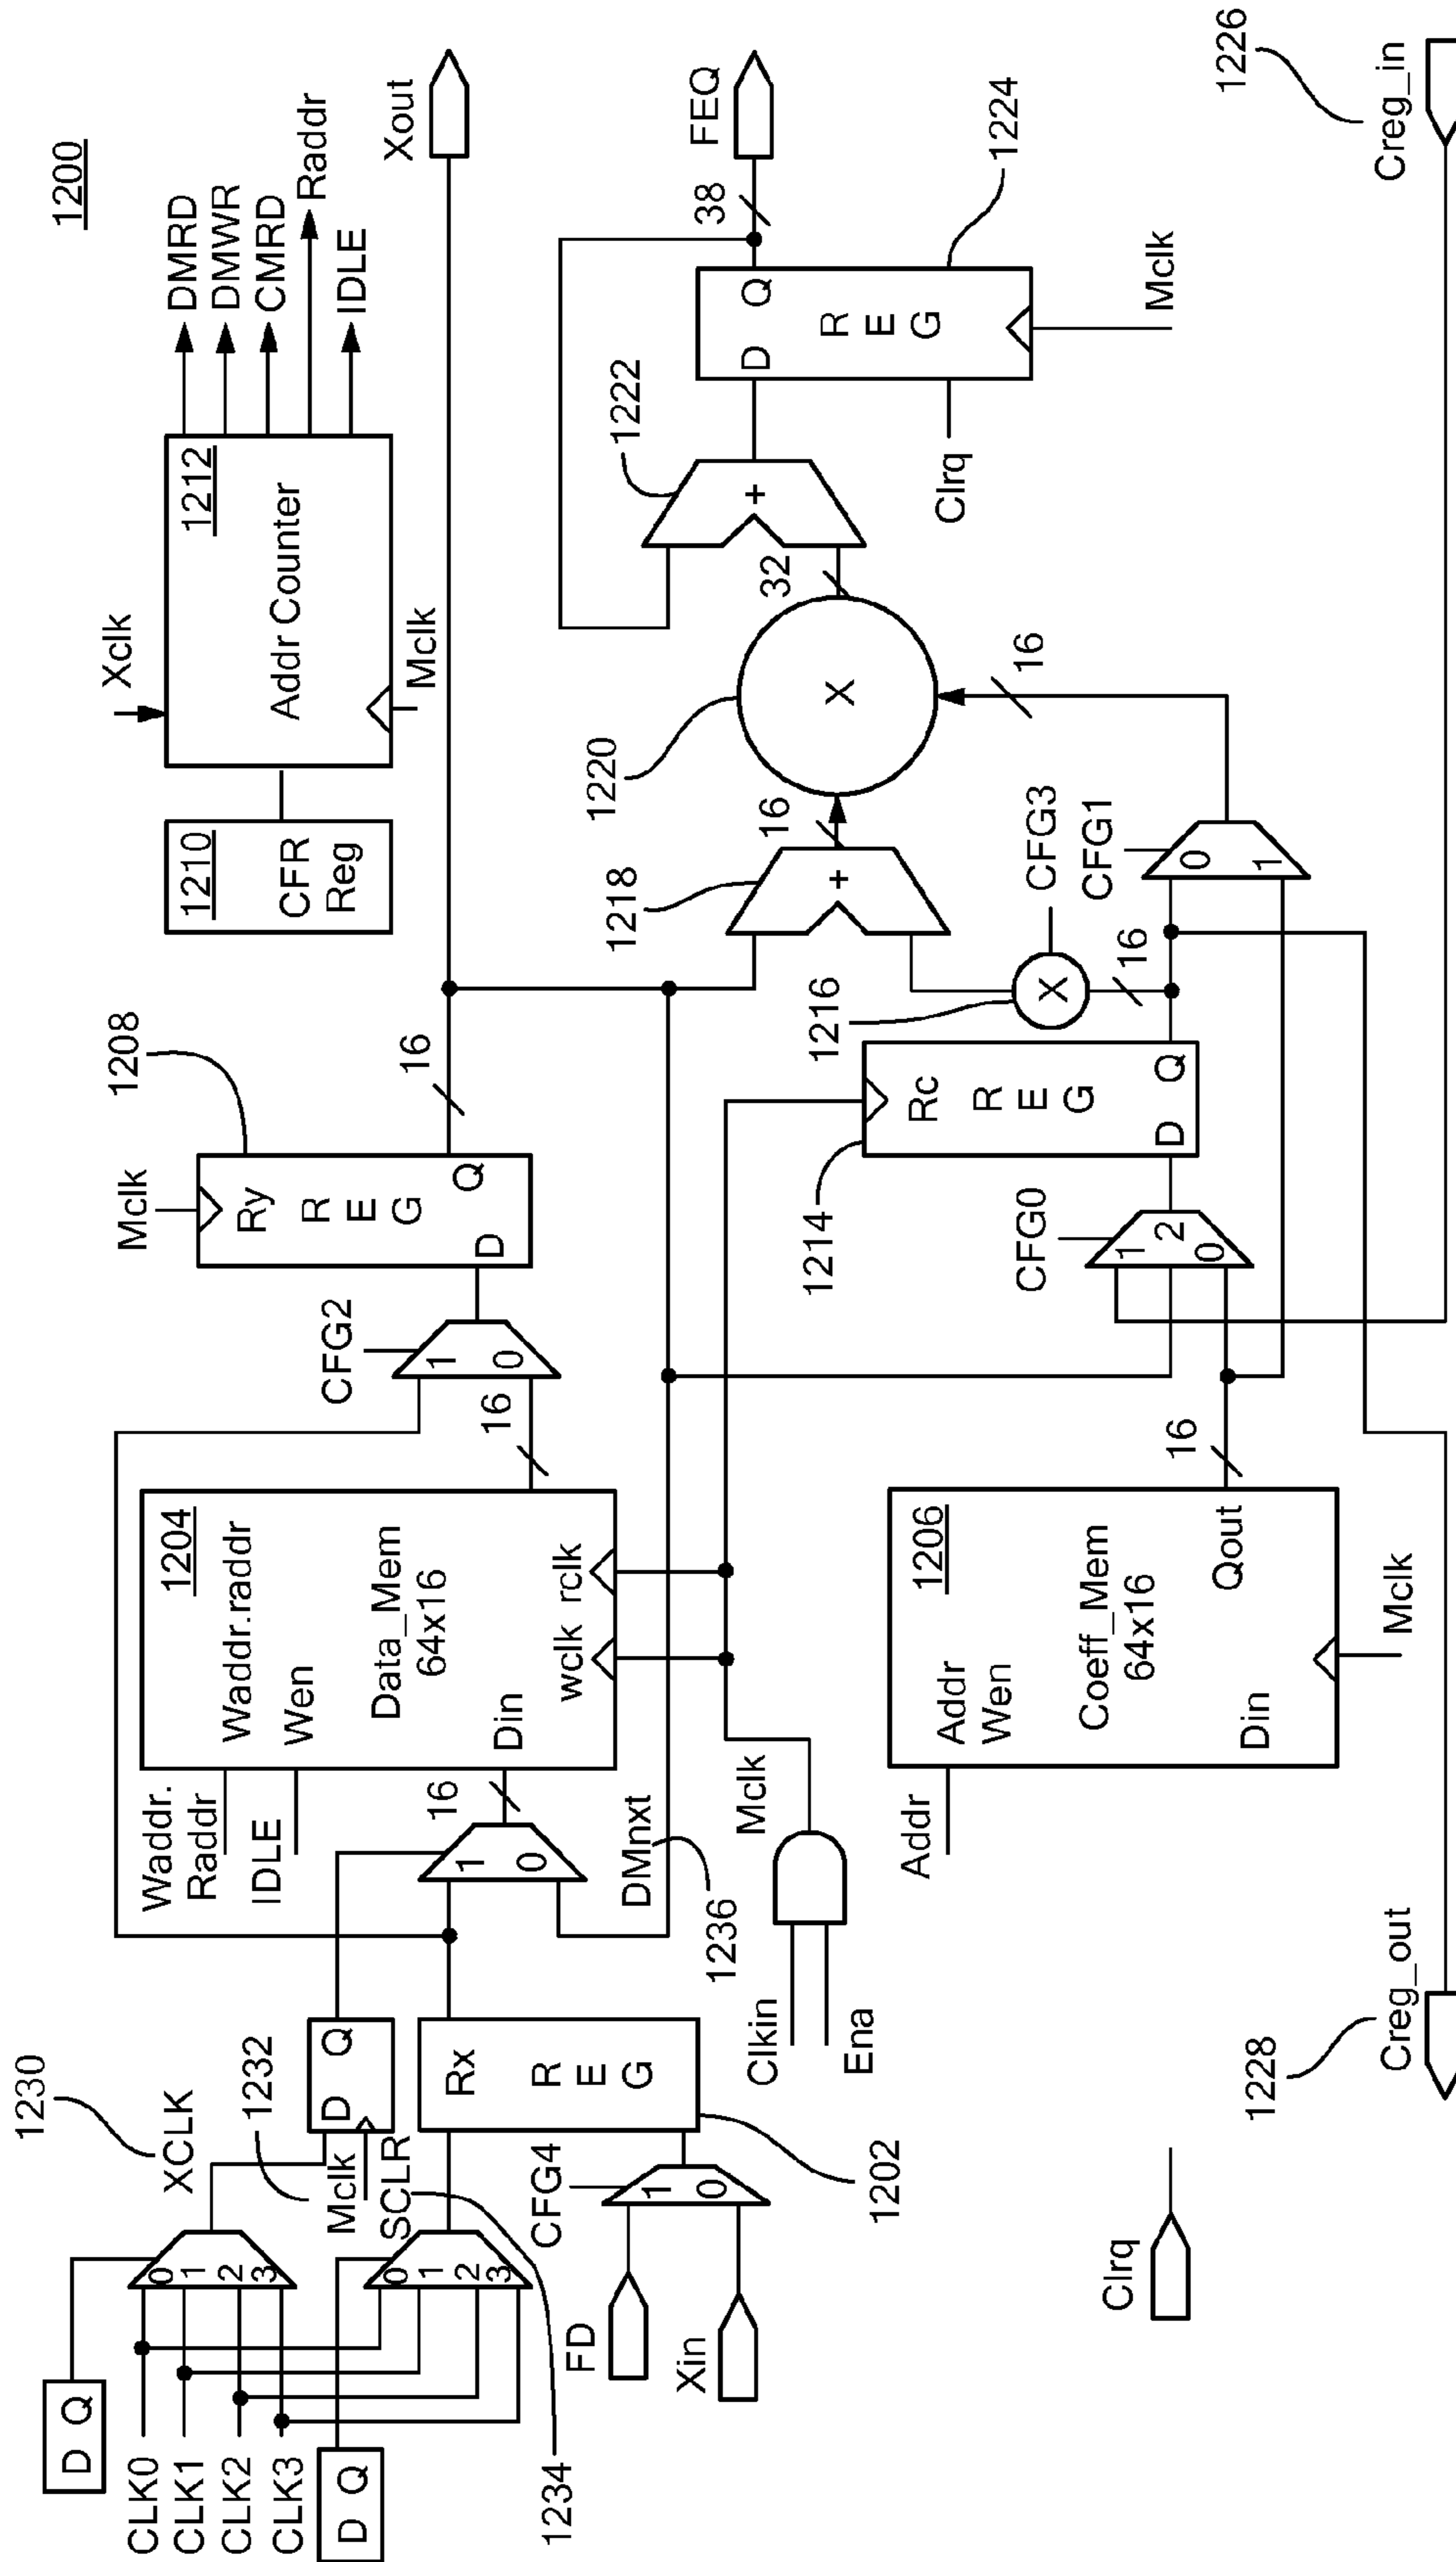 1200
1230
XCLK
D Q
CLK0
CLK1
CLK2
CLK3
D Q
0
1
2
3
0
1
2
3
1232
Mclk
SCLR
1234
D Q
Rx
REG
1202
CFG4
1
0
FD
Xin
Waddr.
Raddr
IDLE
16
1
0
DMnxt
1236
1204
Waddr.raddr
Wen
Data_Mem
64x16
Din
wclk rclk
CFG2
1
0
16
Mclk
1208
Ry
REG
D Q
16
1210
CFR
Reg
1212
Addr Counter
Xclk
Mclk
DMRD
DMWR
CMRD
Raddr
IDLE
Xout
Clkin
Ena
Mclk
Addr
1206
Addr
Wen
Coeff_Mem
64x16
Din
Qout
Mclk
16
CFG0
1
2
0
1214
Rc
REG
D Q
1216
X
16
CFG3
CFG1
0
1
1218
+
16
1220
X
16
32
1222
+
D Q
REG
Clrq
Mclk
1224
38
FEQ
Clrq
1228
Creg_out
1226
Creg_in